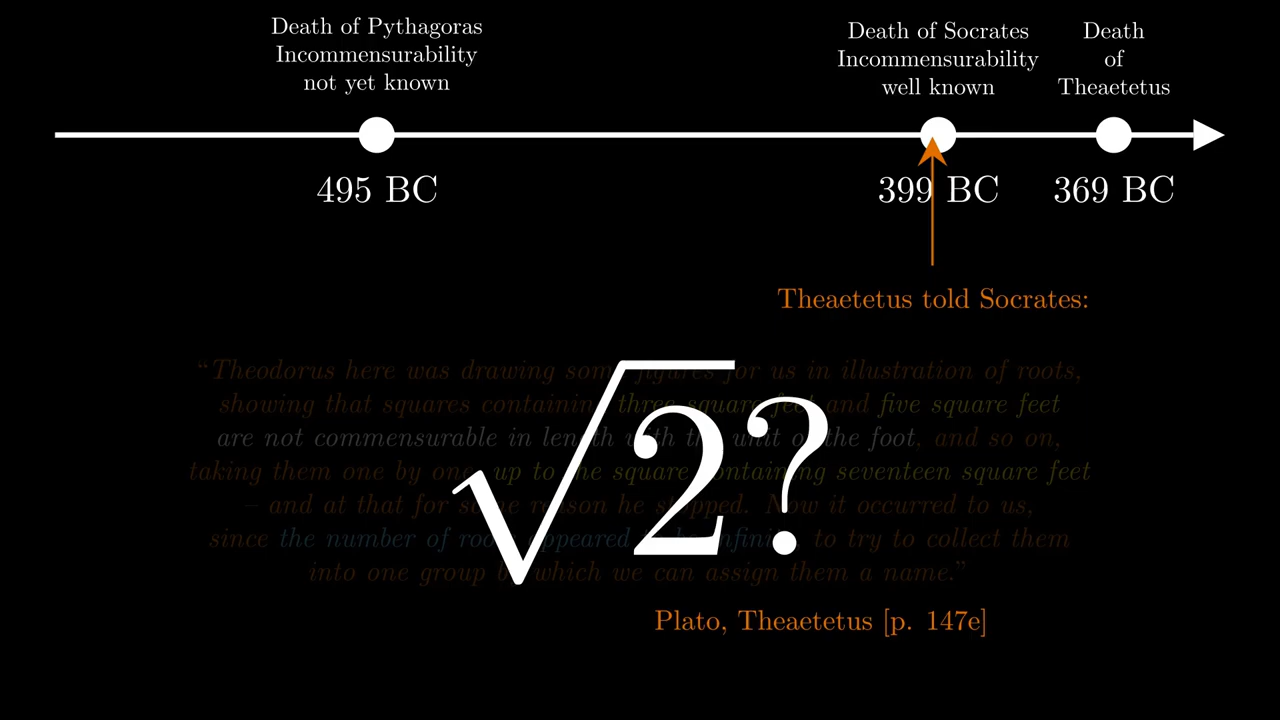 Death of Pythagoras
Incommensurability
not yet known
Death of Socrates
Incommensurability
well known
Death
of
Theaetetus
495 BC
399 BC
369 BC
Theaetetus told Socrates:
“Theodorus here was drawing some figures for us in illustration of roots,
showing that squares containing three square feet and five square feet
are not commensurable in length with the unit of the foot, and so on,
taking them one by one, up to the square containing seventeen square feet
– and at that for some reason he stopped. Now it occurred to us,
since the number of roots appeared to be infinite, to try to collect them
into one group by which we can assign them a name.”
√2?
Plato, Theaetetus [p. 147e]